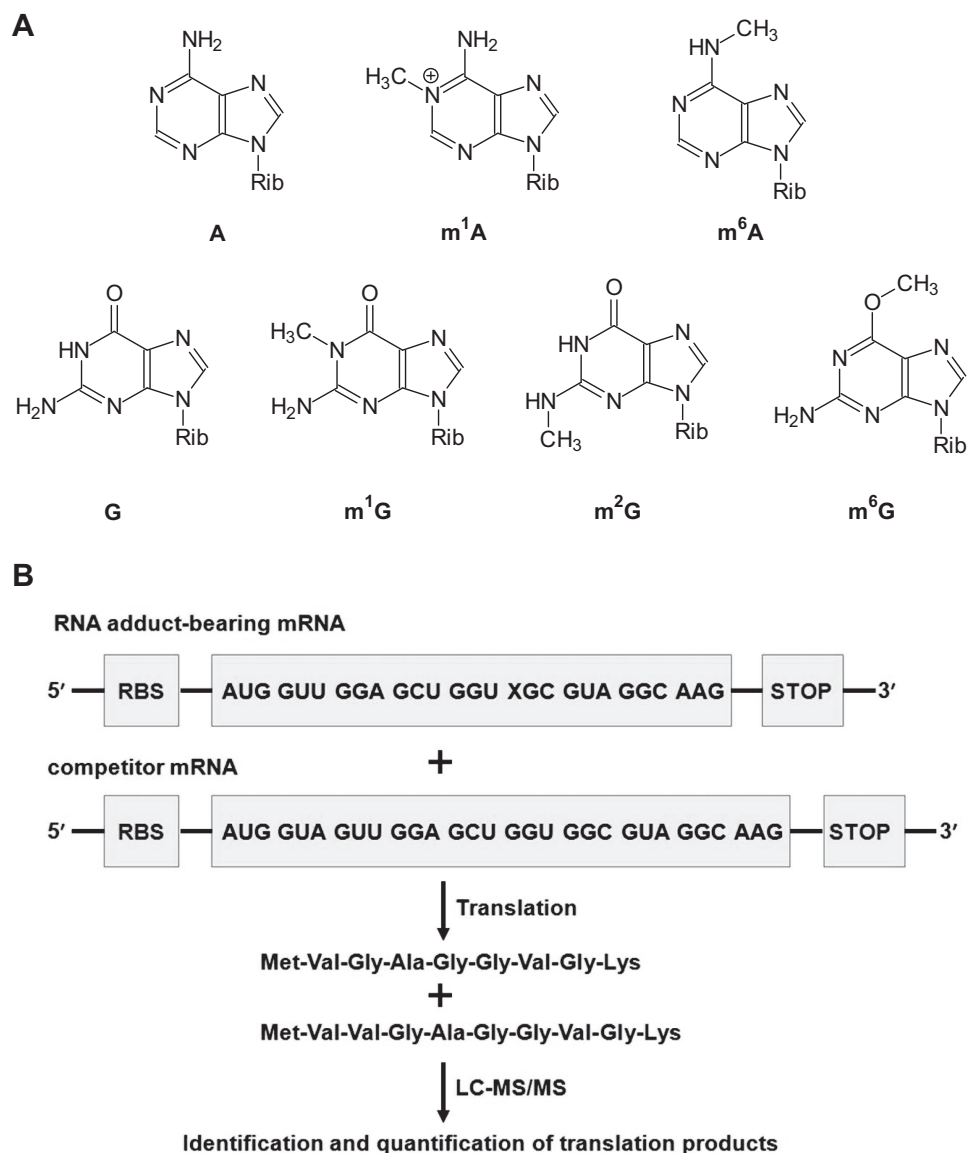 A
NH₂
N
N
N
N
Rib
A
NH₂
H₃C
⊕
N
N
N
N
Rib
m¹A
HN
CH₃
N
N
N
N
Rib
m⁶A
O
HN
N
H₂N
N
N
Rib
G
O
H₃C
N
N
H₂N
N
N
Rib
m¹G
O
HN
N
HN
N
N
CH₃
Rib
m²G
CH₃
O
N
N
H₂N
N
N
Rib
m⁶G
B
RNA adduct-bearing mRNA
5′ RBS AUG GUU GGA GCU GGU XGC GUA GGC AAG STOP 3′
+
competitor mRNA
5′ RBS AUG GUA GUU GGA GCU GGU GGC GUA GGC AAG STOP 3′
Translation
Met-Val-Gly-Ala-Gly-Gly-Val-Gly-Lys
+
Met-Val-Val-Gly-Ala-Gly-Gly-Val-Gly-Lys
LC-MS/MS
Identification and quantification of translation products